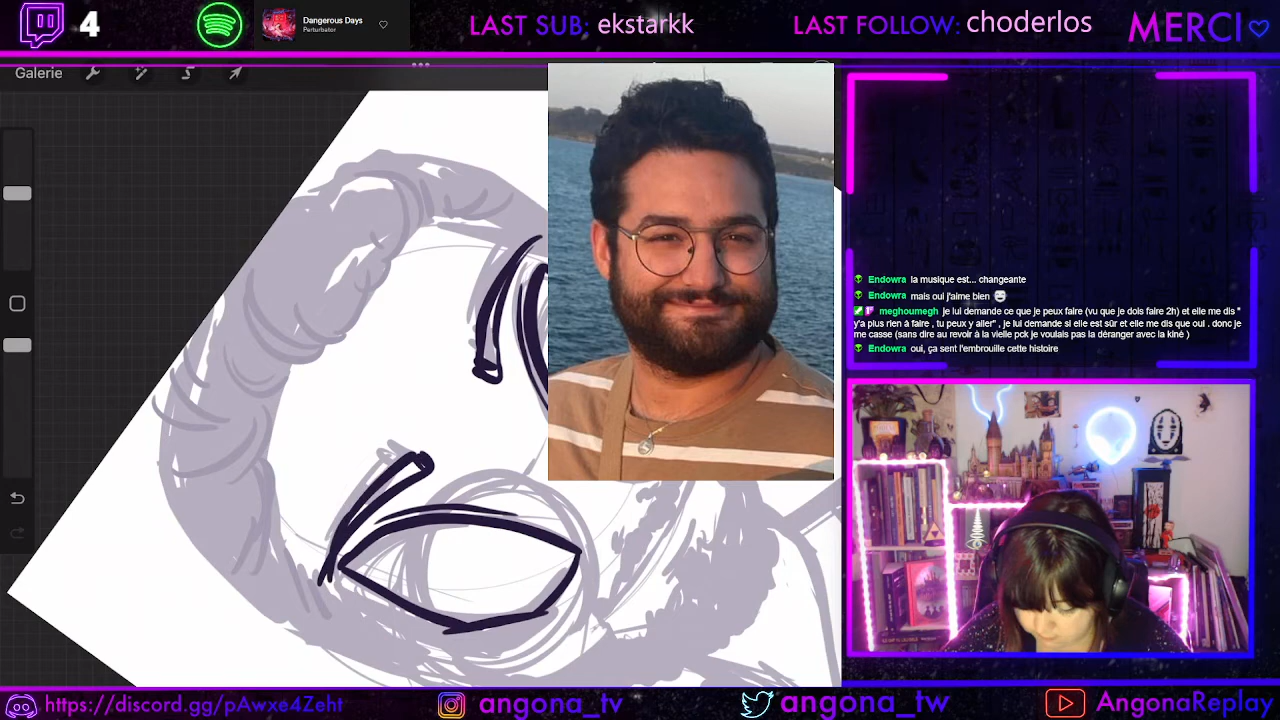 4
Dangerous Days
Perturbator
LAST SUB: ekstarkk
LAST FOLLOW: choderlos
MERCI
Galerie
Endowra la musique est... changeante
Endowra mais oui j'aime bien
meghoumegh je lui demande ce que je peux faire (vu que je dois faire 2h) et elle me dis "
y'a plus rien à faire , tu peux y aller" , je lui demande si elle est sûr et elle me dis que oui . donc je
me casse (sans dire au revoir à la vielle pck je voulais pas la déranger avec la kiné )
Endowra oui, ça sent l'embrouille cette histoire
https://discord.gg/pAwxe4Zeht
angona_tv
angona_tw
AngonaReplay